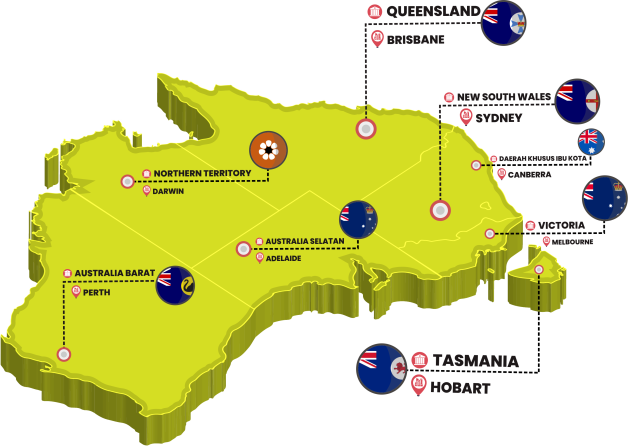 QUEENSLAND
BRISBANE
NEW SOUTH WALES
SYDNEY
DAERAH KHUSUS IBU KOTA
CANBERRA
NORTHERN TERRITORY
DARWIN
VICTORIA
MELBOURNE
AUSTRALIA SELATAN
ADELAIDE
AUSTRALIA BARAT
PERTH
TASMANIA
HOBART